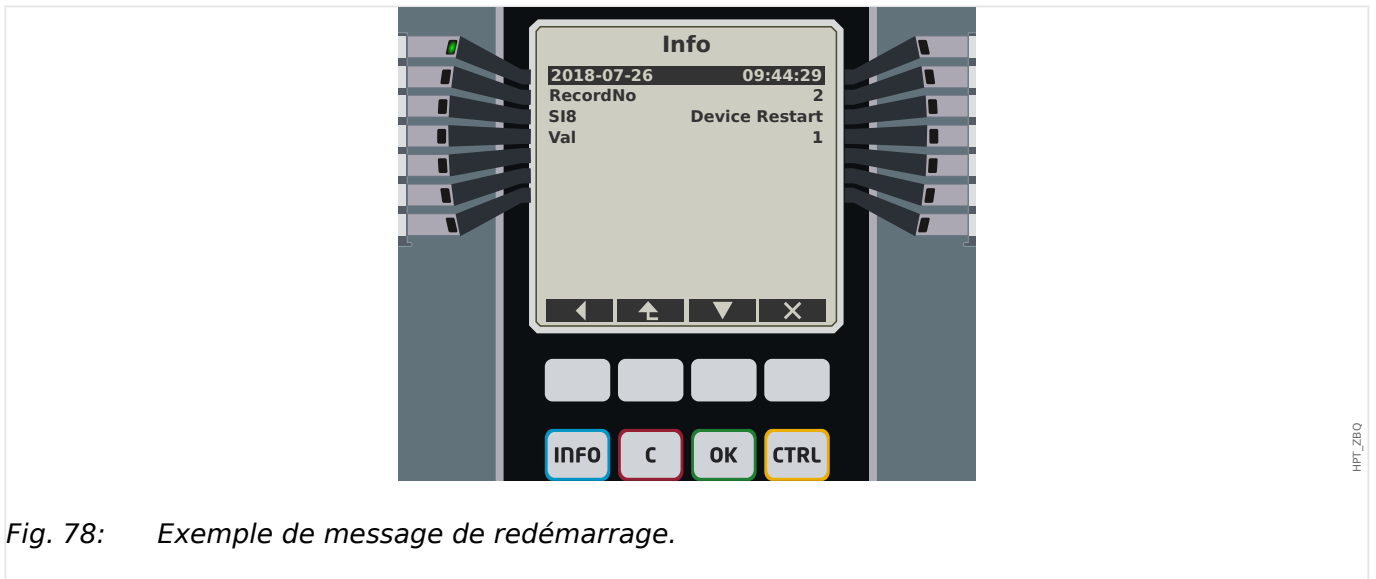 Info
2018-07-26 09:44:29
RecordNo 2
SI8 Device Restart
Val 1
INFO C OK CTRL
HPT_ZBQ
Fig. 78: Exemple de message de redémarrage.